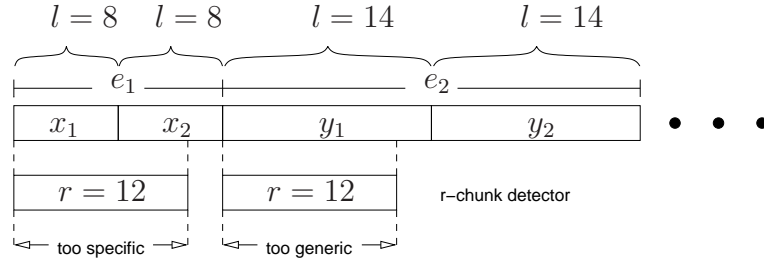 l = 8 l = 8 l = 14 l = 14
e₁ e₂
x₁ x₂ y₁ y₂
r = 12 r = 12 r−chunk detector
too specific too generic